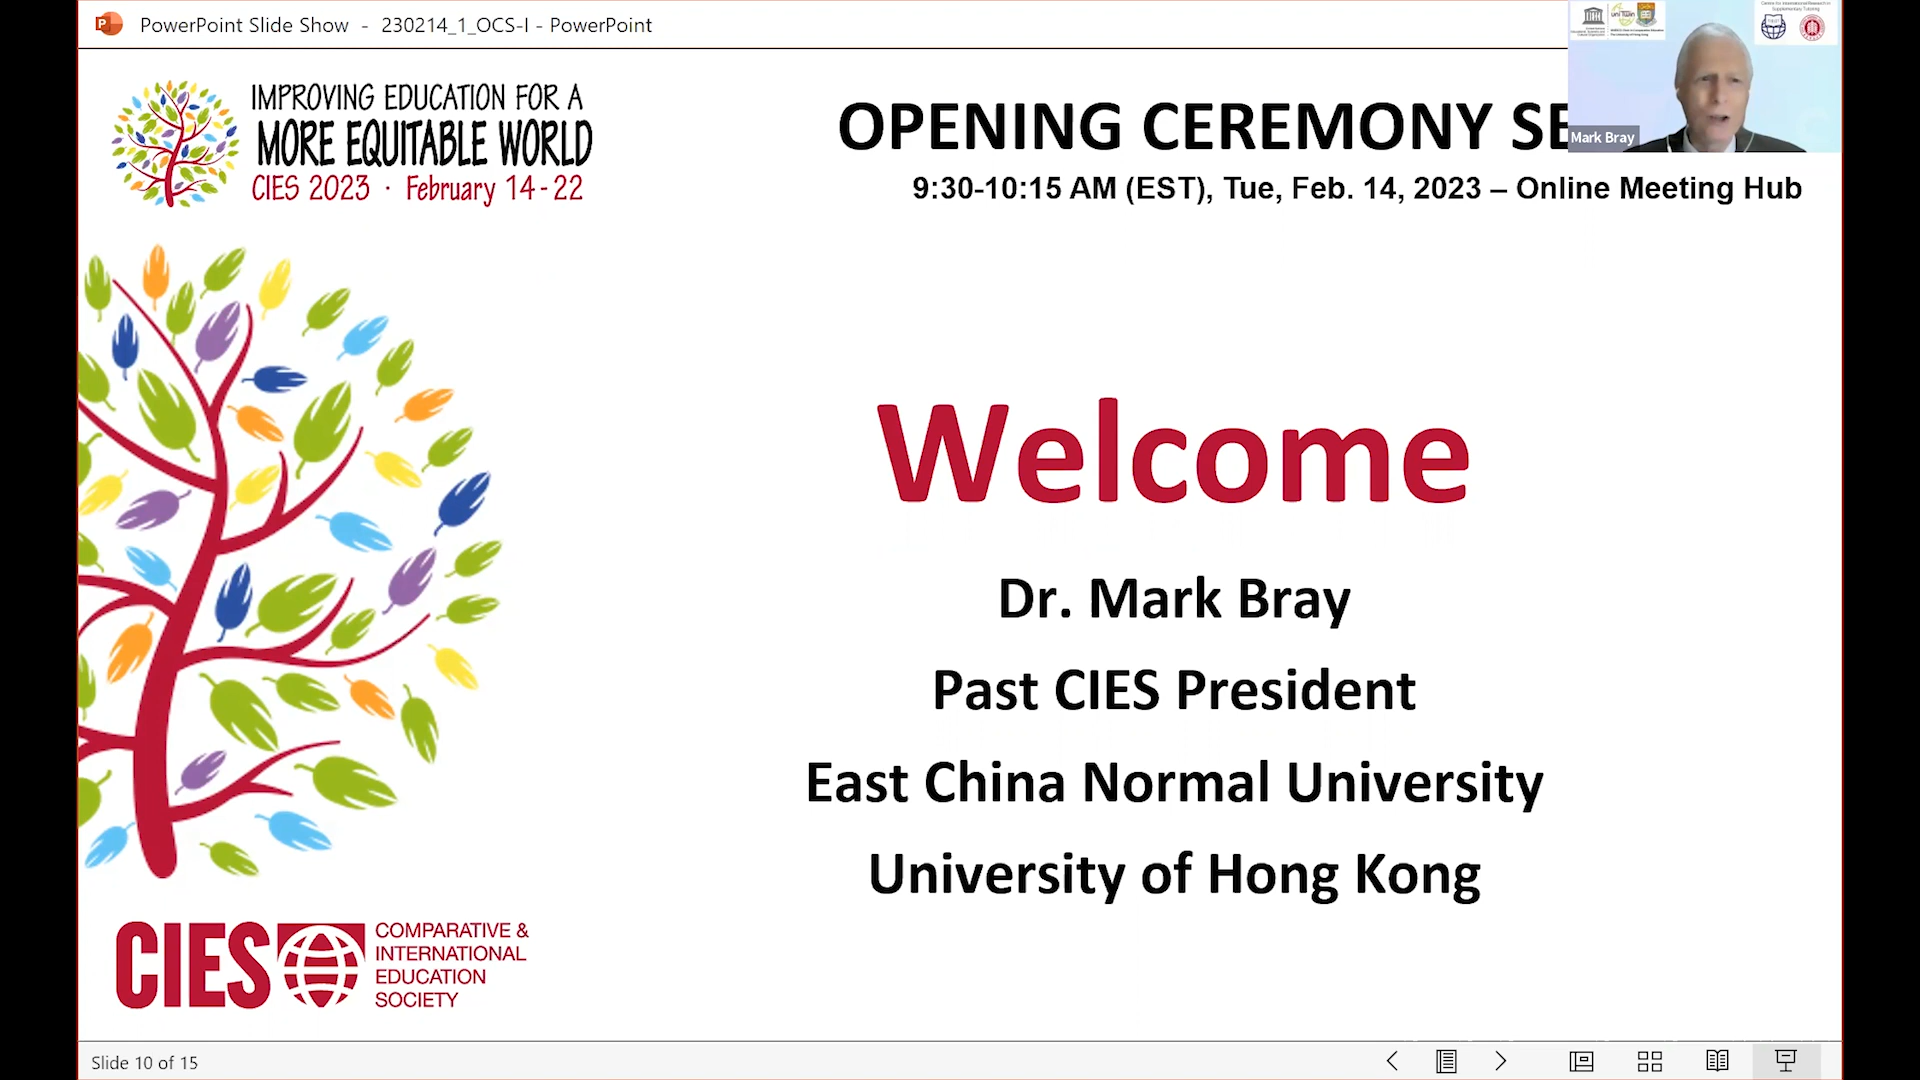 PowerPoint Slide Show - 230214_1_OCS-I - PowerPoint
IMPROVING EDUCATION FOR A
MORE EQUITABLE WORLD
CIES 2023 · February 14-22
OPENING CEREMONY SE
9:30-10:15 AM (EST), Tue, Feb. 14, 2023 – Online Meeting Hub
Mark Bray
Welcome
Dr. Mark Bray
Past CIES President
East China Normal University
University of Hong Kong
CIES
COMPARATIVE &
INTERNATIONAL
EDUCATION
SOCIETY
Slide 10 of 15